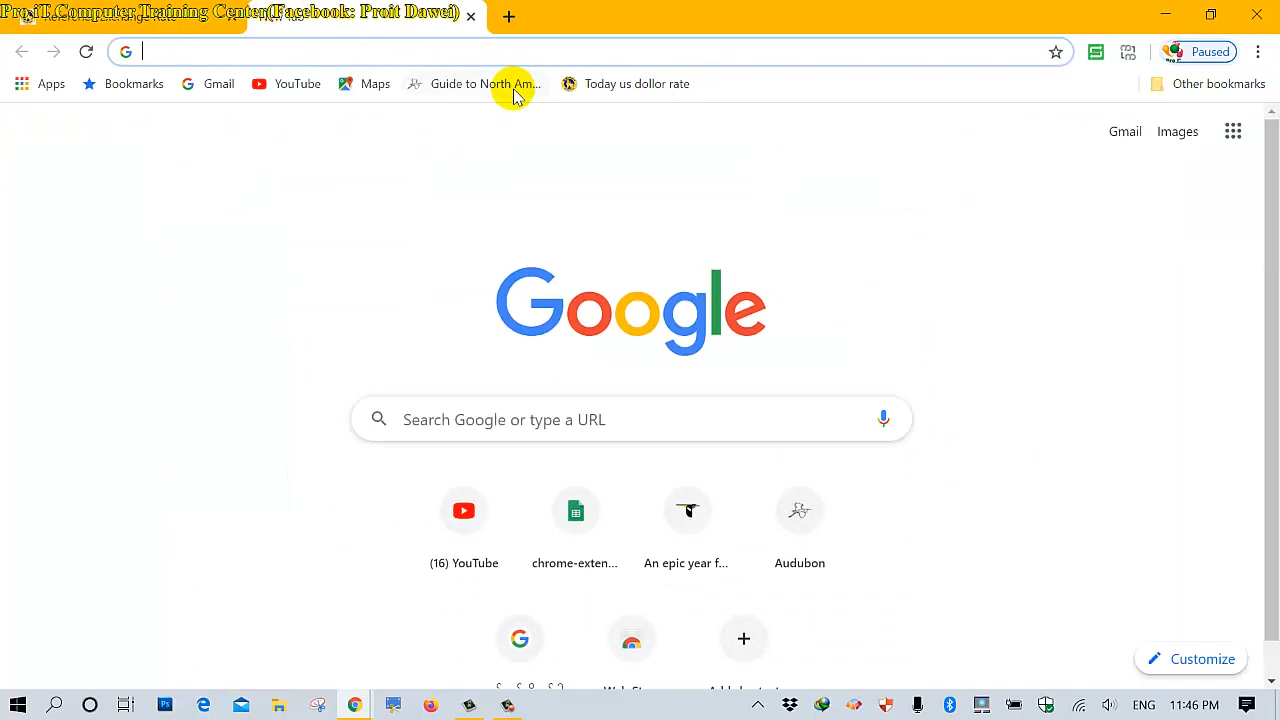 Pro.iT,Computer,Training Center(Facebook: Proit Dawei)
Paused
Apps
Bookmarks
Gmail
YouTube
Maps
Guide to North Am...
Today us dollor rate
Other bookmarks
Gmail
Images
Google
Search Google or type a URL
(16) YouTube
chrome-exten...
An epic year f...
Audubon
Customize
ENG
11:46 PM